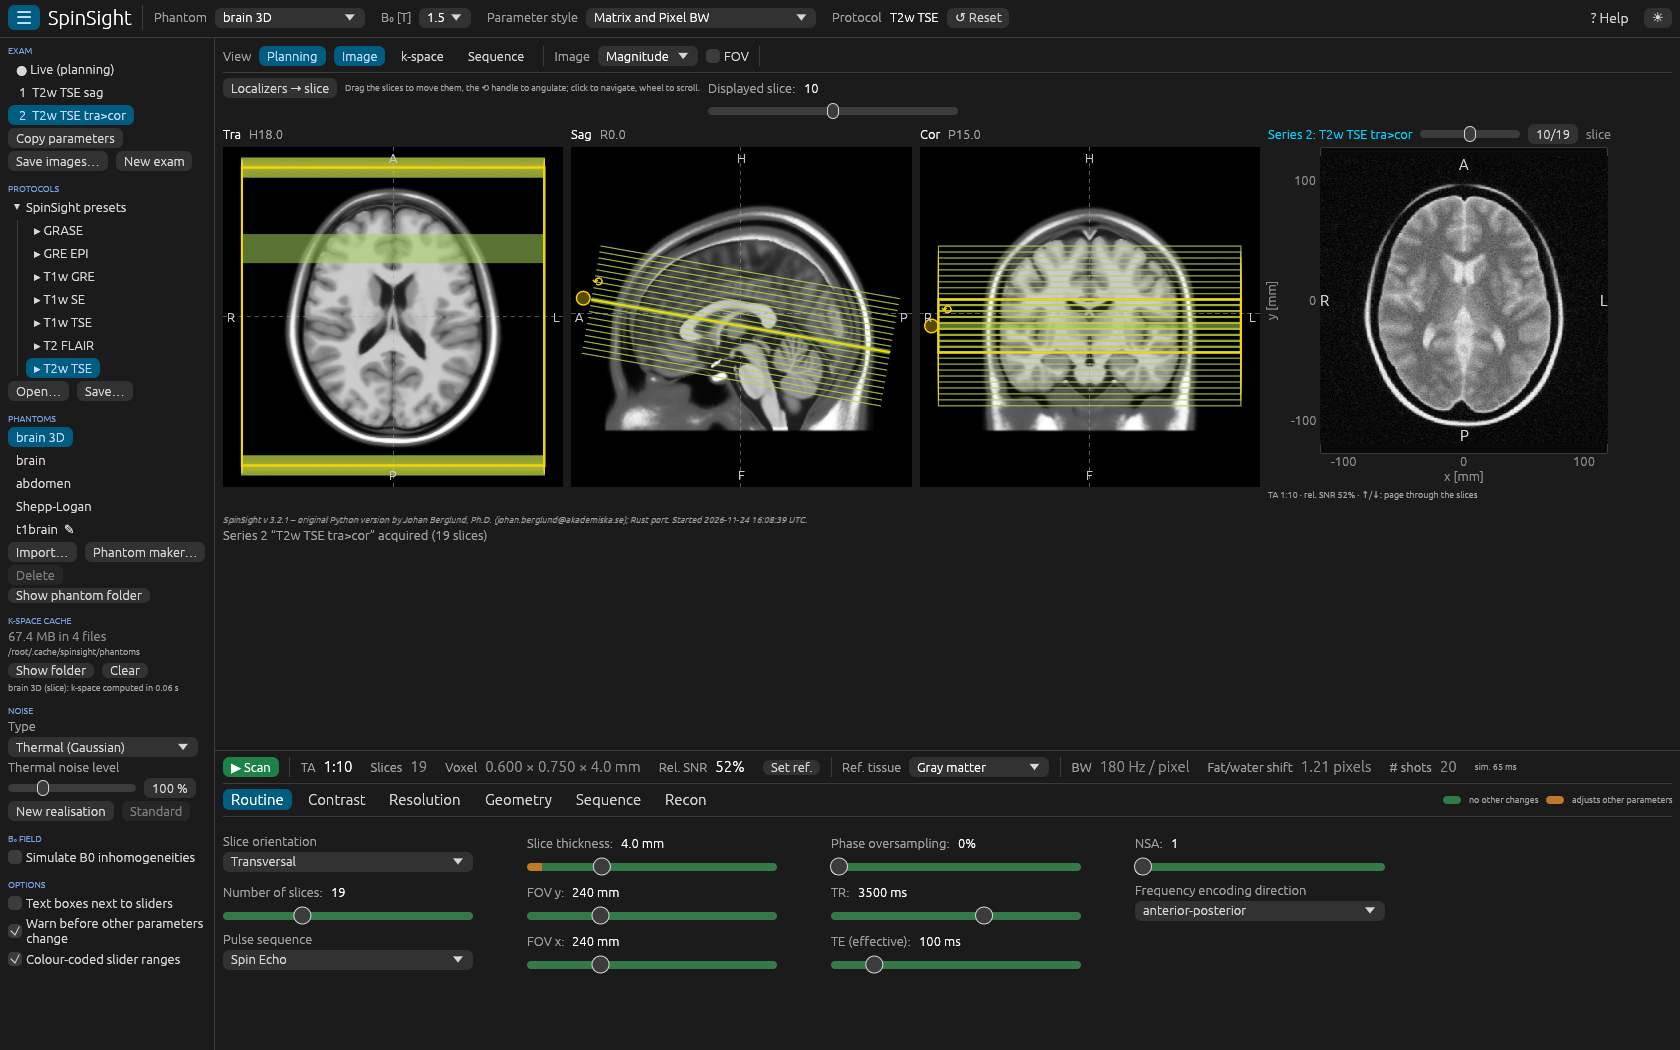 ☰ SpinSight Phantom brain 3D B₀ [T] 1.5 Parameter style Matrix and Pixel BW Protocol T2w TSE ↺ Reset ? Help
EXAM
Live (planning)
1 T2w TSE sag
2 T2w TSE tra>cor
Copy parameters
Save images… New exam
PROTOCOLS
SpinSight presets
GRASE
GRE EPI
T1w GRE
T1w SE
T1w TSE
T2 FLAIR
T2w TSE
Open… Save…
PHANTOMS
brain 3D
brain
abdomen
Shepp-Logan
t1brain ✎
Import… Phantom maker…
Delete
Show phantom folder
K-SPACE CACHE
67.4 MB in 4 files
/root/.cache/spinsight/phantoms
Show folder Clear
brain 3D (slice): k-space computed in 0.06 s
NOISE
Type
Thermal (Gaussian)
Thermal noise level
100 %
New realisation Standard
B₀ FIELD
Simulate B0 inhomogeneities
OPTIONS
Text boxes next to sliders
Warn before other parameters
change
Colour-coded slider ranges
View Planning Image k-space Sequence Image Magnitude FOV
Localizers → slice Drag the slices to move them, the ⟲ handle to angulate; click to navigate, wheel to scroll. Displayed slice: 10
Tra H18.0
A
R
L
P
Sag R0.0
H
A
P
F
Cor P15.0
H
R
L
F
Series 2: T2w TSE tra>cor 10/19 slice
A
100
y [mm]
0 R L
-100
P
-100 0 100
x [mm]
TA 1:10 · rel. SNR 52% · ↑/↓: page through the slices
SpinSight v 3.2.1 – original Python version by Johan Berglund, Ph.D. (johan.berglund@akademiska.se); Rust port. Started 2026-11-24 16:08:39 UTC.
Series 2 “T2w TSE tra>cor” acquired (19 slices)
▶ Scan TA 1:10 Slices 19 Voxel 0.600 × 0.750 × 4.0 mm Rel. SNR 52% Set ref. Ref. tissue Gray matter BW 180 Hz / pixel Fat/water shift 1.21 pixels # shots 20 sim. 65 ms
Routine Contrast Resolution Geometry Sequence Recon no other changes adjusts other parameters
Slice orientation
Transversal
Number of slices: 19
Pulse sequence
Spin Echo
Slice thickness: 4.0 mm
FOV y: 240 mm
FOV x: 240 mm
Phase oversampling: 0%
TR: 3500 ms
TE (effective): 100 ms
NSA: 1
Frequency encoding direction
anterior-posterior